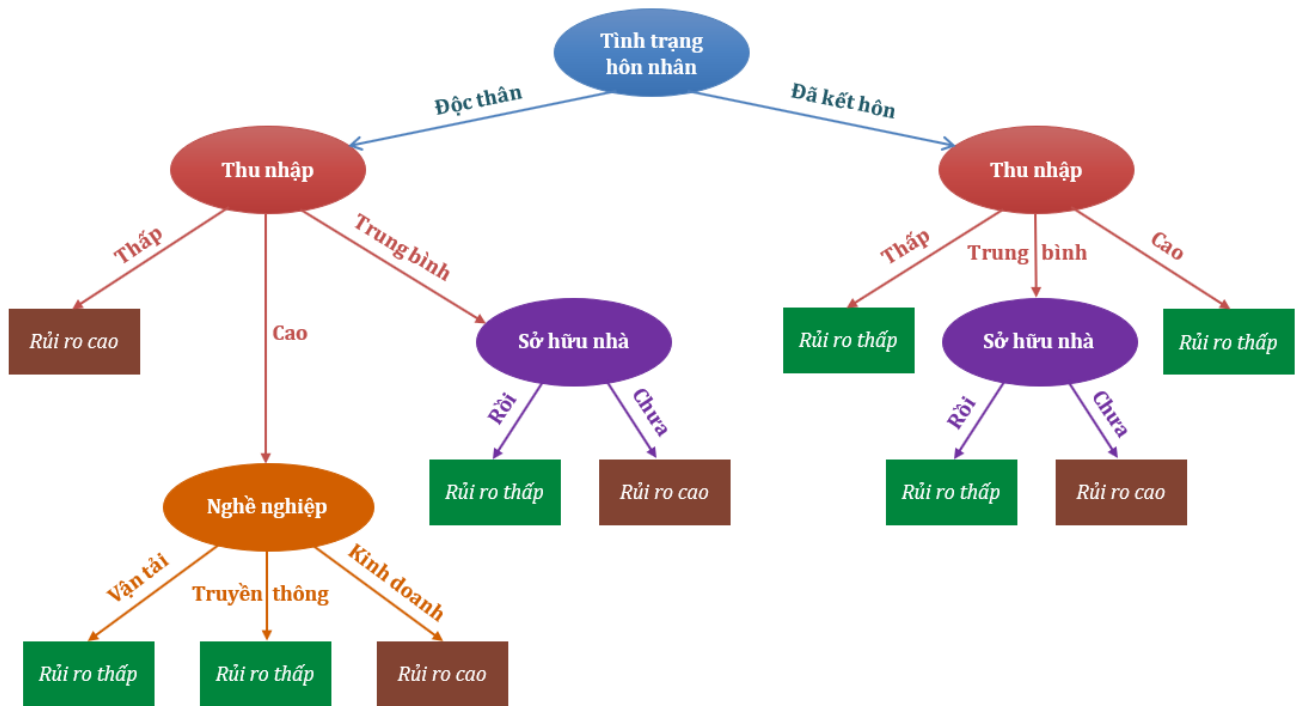 Tình trạng
hôn nhân
Độc thân
Đã kết hôn
Thu nhập
Thu nhập
Thấp
Cao
Trung bình
Thấp
Trung bình
Cao
Rủi ro cao
Sở hữu nhà
Rủi ro thấp
Sở hữu nhà
Rủi ro thấp
Rồi
Chưa
Rồi
Chưa
Rủi ro thấp
Rủi ro cao
Rủi ro thấp
Rủi ro cao
Nghề nghiệp
Vận tải
Truyền thông
Kinh doanh
Rủi ro thấp
Rủi ro thấp
Rủi ro cao